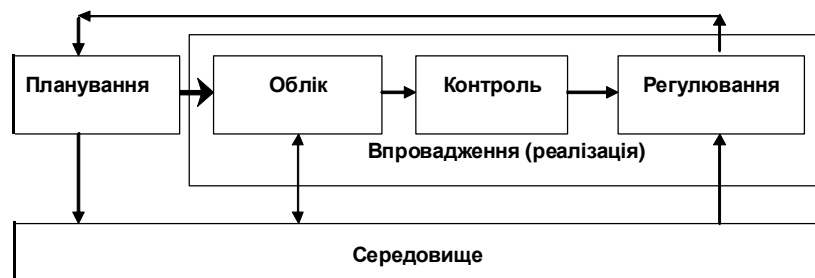 Планування
Облік
Контроль
Регулювання
Впровадження (реалізація)
Середовище